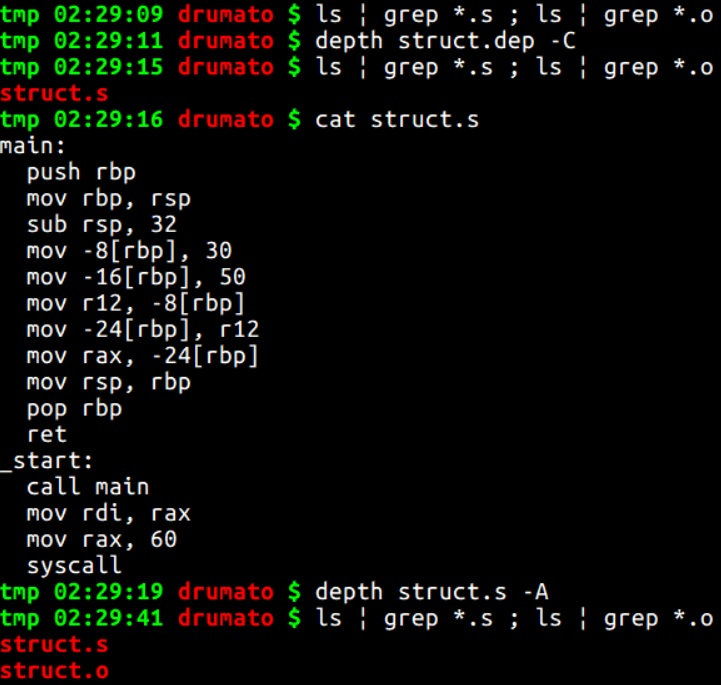 tmp 02:29:09 drumato $ ls ¦ grep *.s ; ls ¦ grep *.o
tmp 02:29:11 drumato $ depth struct.dep -C
tmp 02:29:15 drumato $ ls ¦ grep *.s ; ls ¦ grep *.o
struct.s
tmp 02:29:16 drumato $ cat struct.s
main:
  push rbp
  mov rbp, rsp
  sub rsp, 32
  mov -8[rbp], 30
  mov -16[rbp], 50
  mov r12, -8[rbp]
  mov -24[rbp], r12
  mov rax, -24[rbp]
  mov rsp, rbp
  pop rbp
  ret
_start:
  call main
  mov rdi, rax
  mov rax, 60
  syscall
tmp 02:29:19 drumato $ depth struct.s -A
tmp 02:29:41 drumato $ ls ¦ grep *.s ; ls ¦ grep *.o
struct.s
struct.o